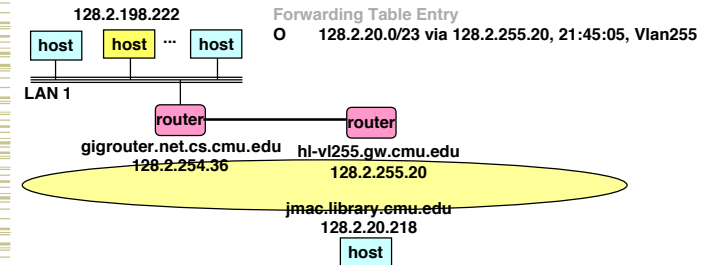 128.2.198.222
Forwarding Table Entry
O 128.2.20.0/23 via 128.2.255.20, 21:45:05, Vlan255
host host ... host
LAN 1
router router
gigrouter.net.cs.cmu.edu hl-vl255.gw.cmu.edu
128.2.254.36 128.2.255.20
jmac.library.cmu.edu
128.2.20.218
host